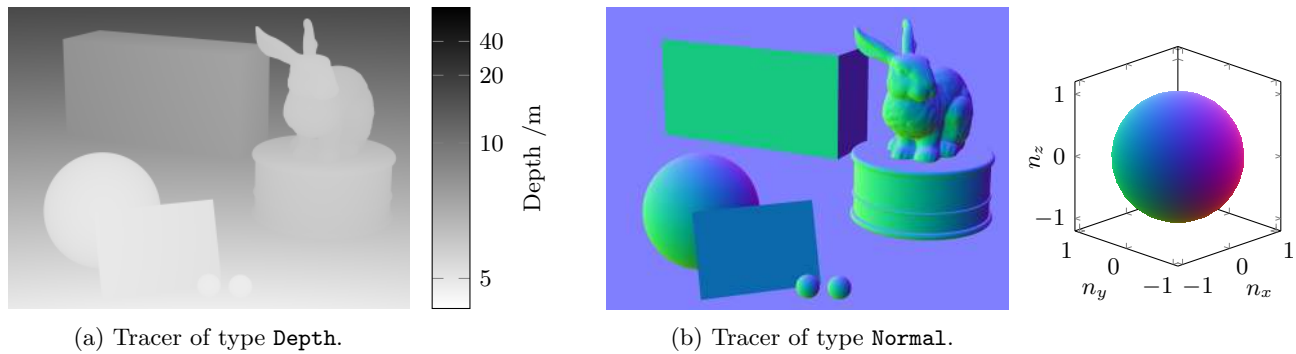 40
20
10
5
Depth /m
1
0
−1
n_z
1
0
−1
n_y
−1
0
1
n_x
(a) Tracer of type Depth.
(b) Tracer of type Normal.